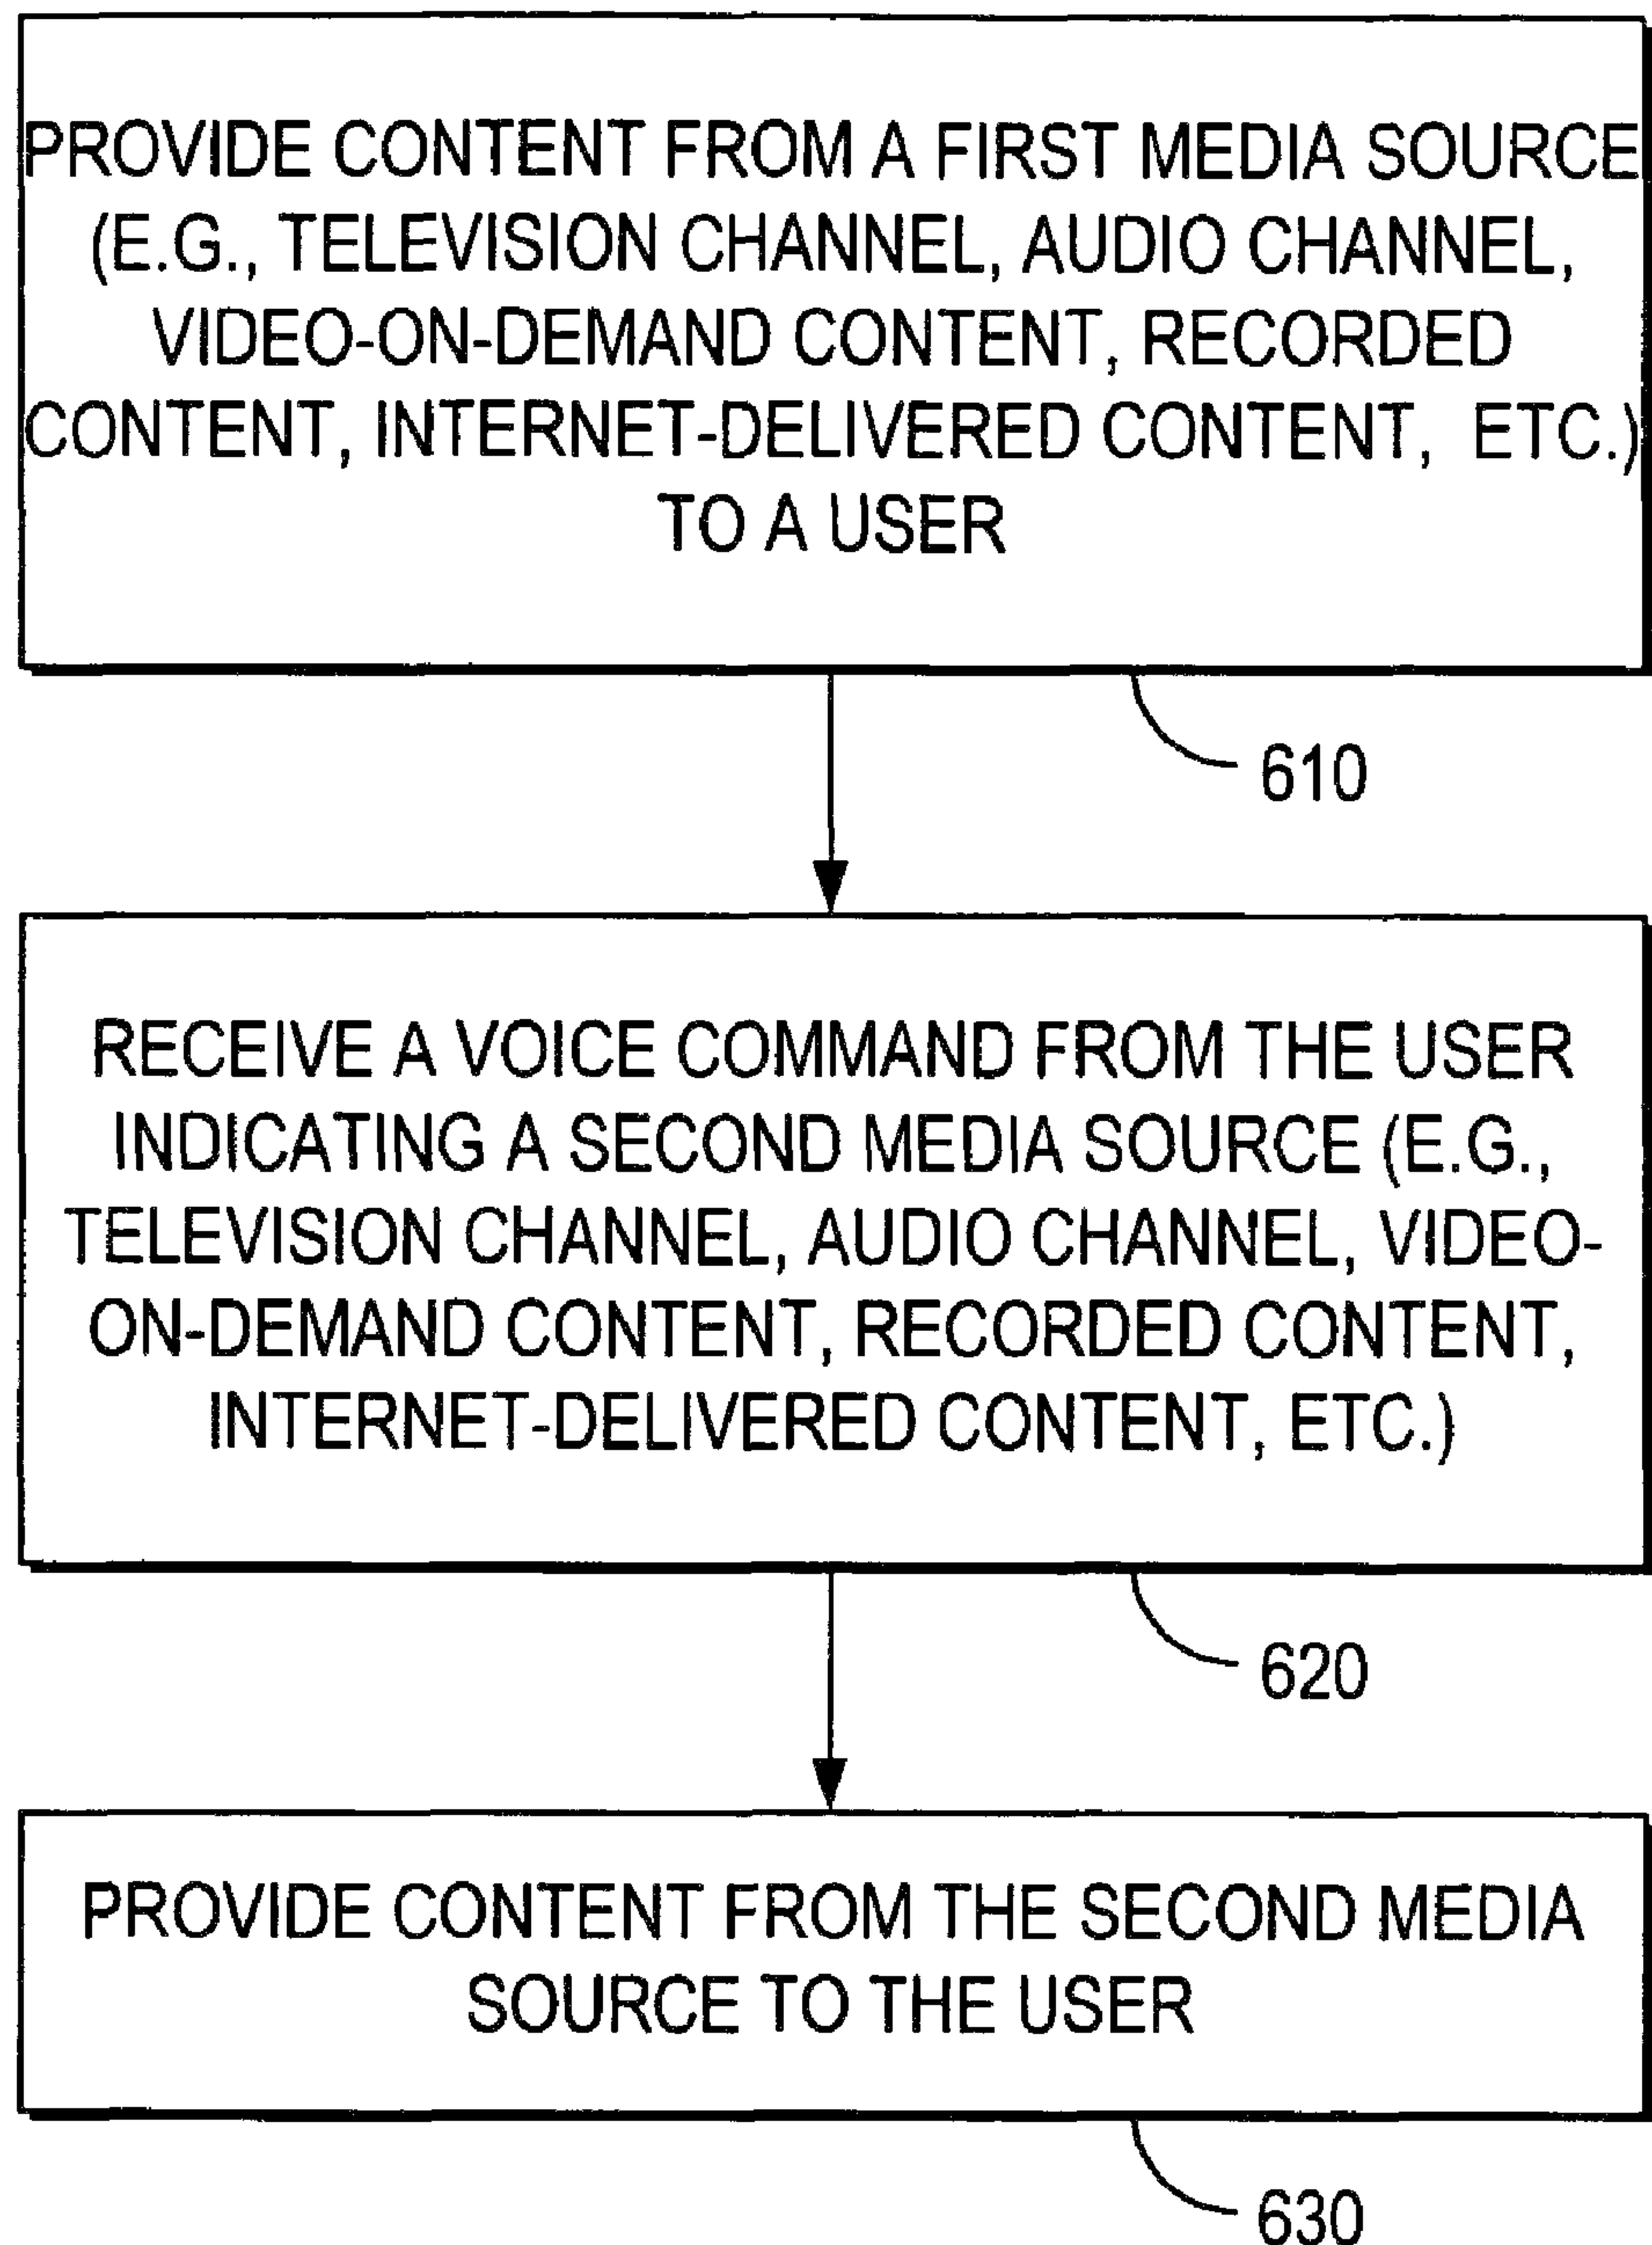 PROVIDE CONTENT FROM A FIRST MEDIA SOURCE
(E.G., TELEVISION CHANNEL, AUDIO CHANNEL,
VIDEO-ON-DEMAND CONTENT, RECORDED
CONTENT, INTERNET-DELIVERED CONTENT, ETC.)
TO A USER
610
RECEIVE A VOICE COMMAND FROM THE USER
INDICATING A SECOND MEDIA SOURCE (E.G.,
TELEVISION CHANNEL, AUDIO CHANNEL, VIDEO-
ON-DEMAND CONTENT, RECORDED CONTENT,
INTERNET-DELIVERED CONTENT, ETC.)
620
PROVIDE CONTENT FROM THE SECOND MEDIA
SOURCE TO THE USER
630